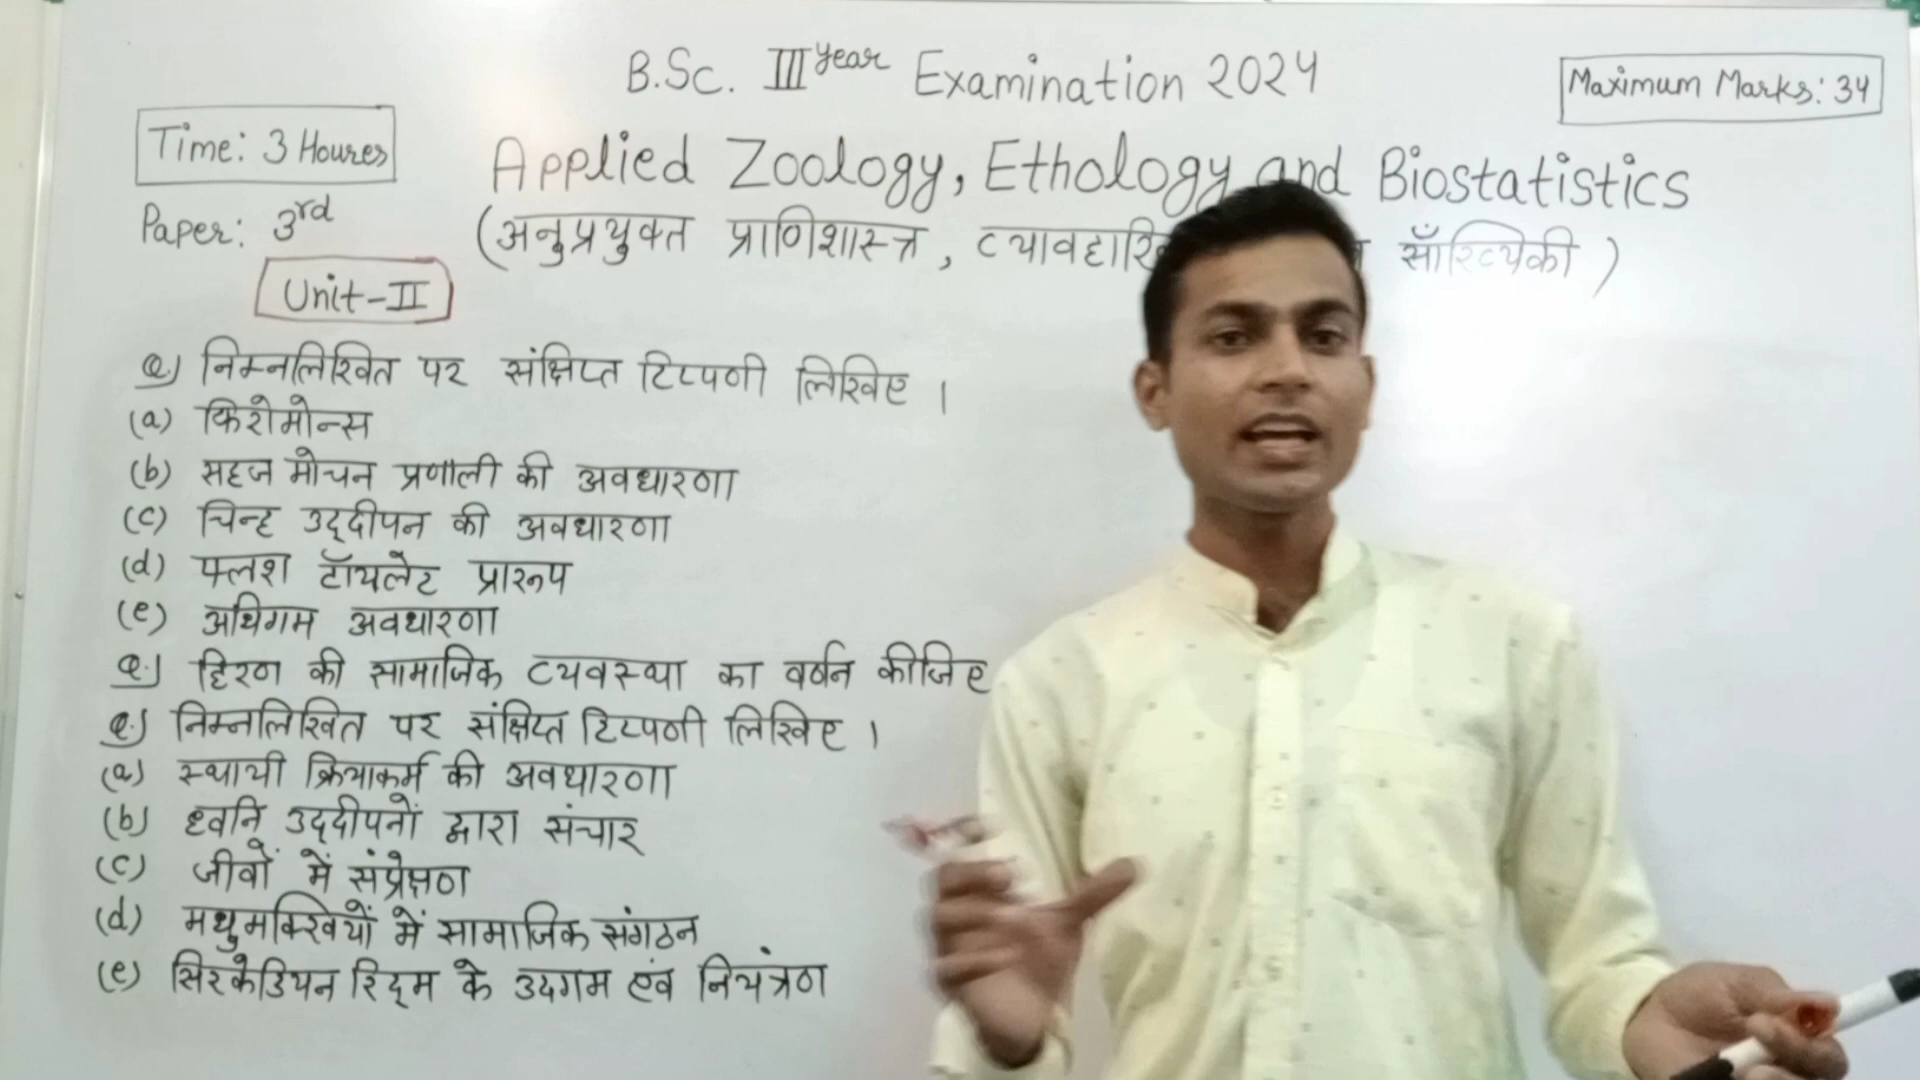 B.Sc. III year Examination 2024
Maximum Marks: 34
Time: 3 Houres
Applied Zoology, Ethology and Biostatistics
Paper: 3rd
(अनुप्रयुक्त प्राणिशास्त्र, व्यावहारि सॉंख्यिकी)
Unit-II
Q) निम्नलिखित पर संक्षिप्त टिप्पणी लिखिए ।
(a) फिरोमोन्स
(b) सहज मोचन प्रणाली की अवधारणा
(c) चिन्ह उद्दीपन की अवधारणा
(d) फ्लश टॉयलेट प्रारूप
(e) अधिगम अवधारणा
Q.) हिरण की सामाजिक व्यवस्था का वर्णन कीजिए
Q.) निम्नलिखित पर संक्षिप्त टिप्पणी लिखिए ।
(a) स्थायी क्रियाकर्म की अवधारणा
(b) ध्वनि उद्दीपनों द्वारा संचार
(c) जीवों में संप्रेक्षण
(d) मधुमक्खियों में सामाजिक संगठन
(e) सिरकेडियन रिद्म के उदगम एवं नियंत्रण